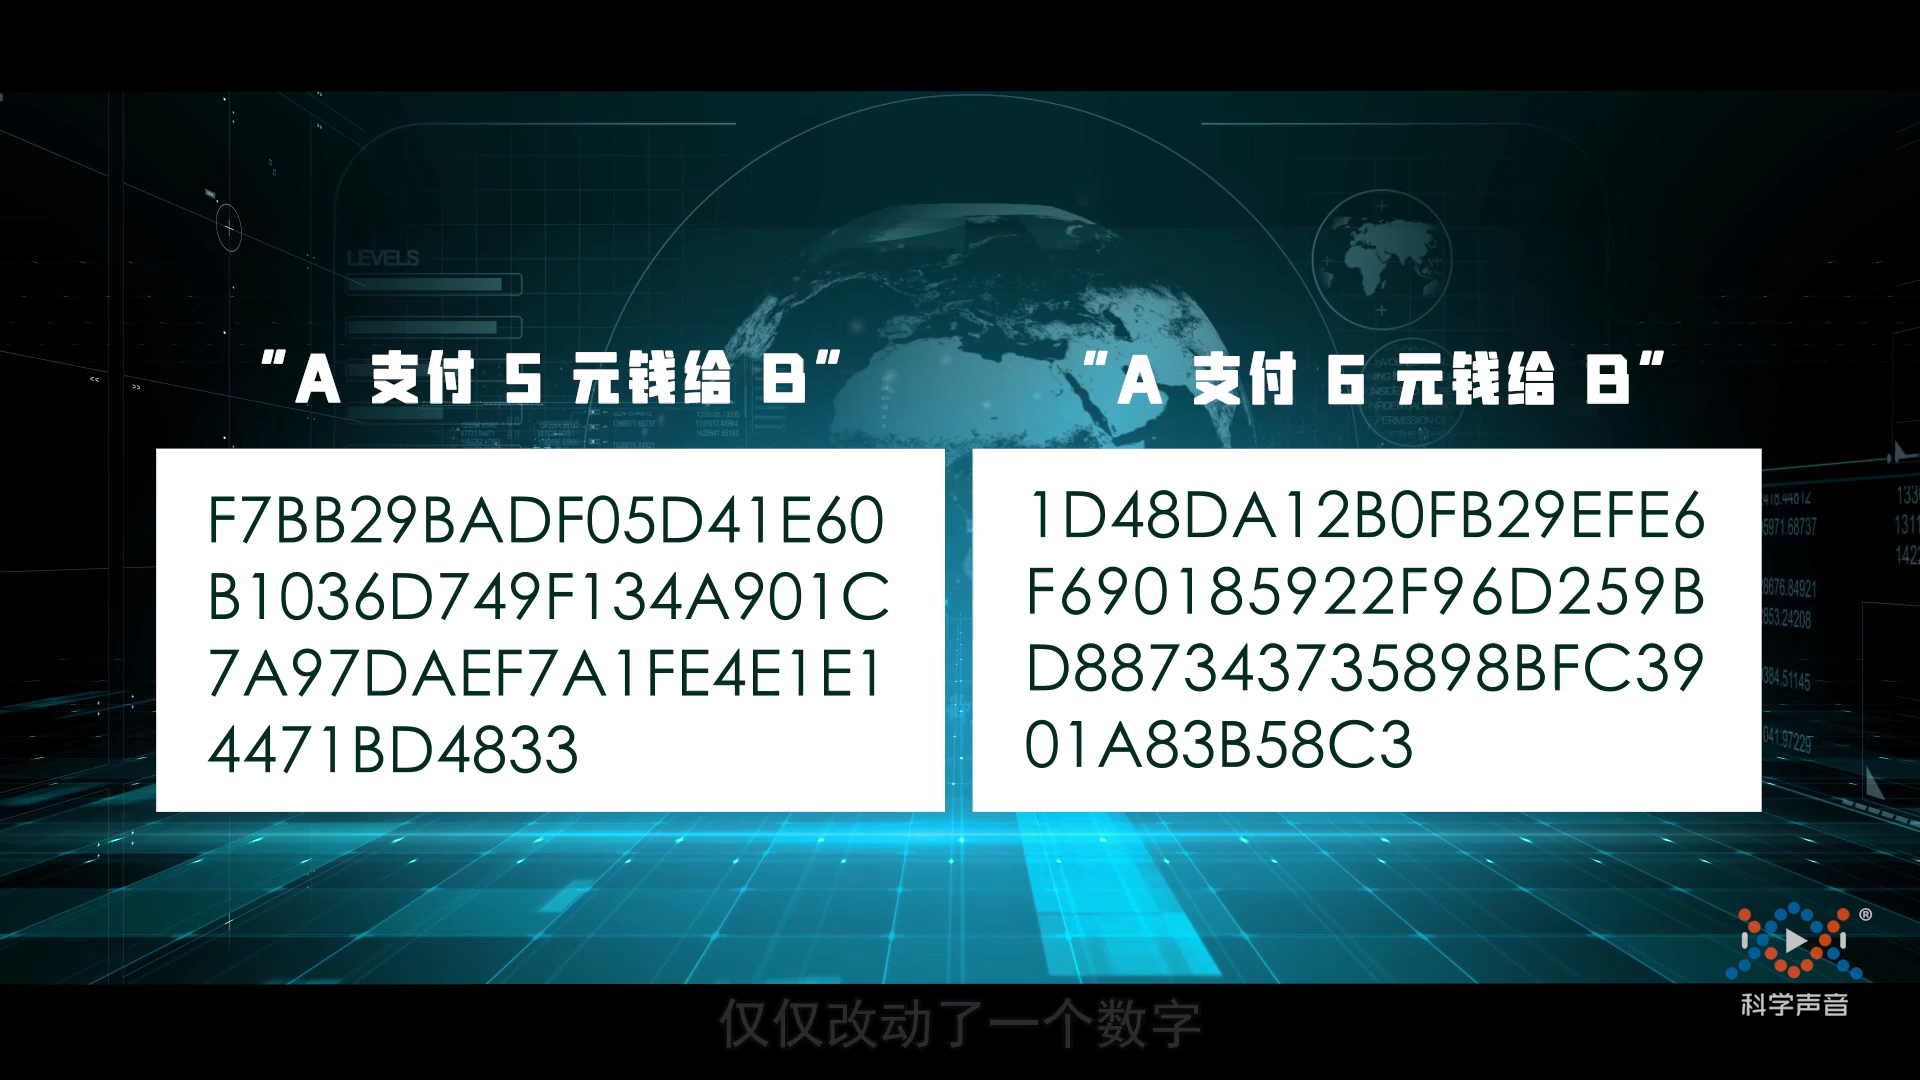 LEVELS
"A 支付 5 元钱给 B"
"A 支付 6 元钱给 B"
F7BB29BADF05D41E60
B1036D749F134A901C
7A97DAEF7A1FE4E1E1
4471BD4833
1D48DA12B0FB29EFE6
F690185922F96D259B
D887343735898BFC39
01A83B58C3
科学声音
仅仅改动了一个数字